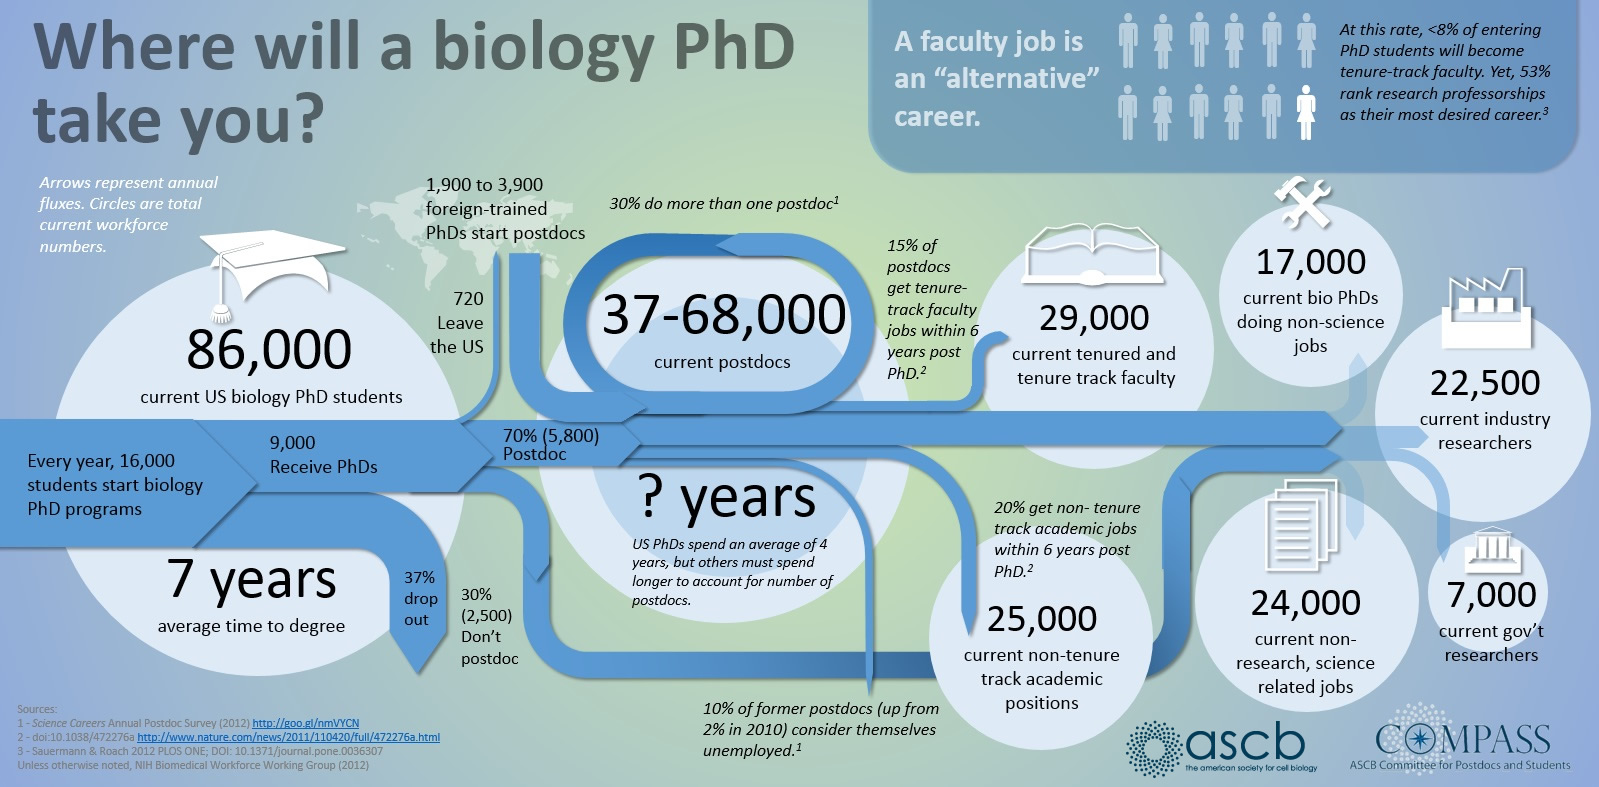 Where will a biology PhD
take you?
A faculty job is
an “alternative”
career.
At this rate, <8% of entering
PhD students will become
tenure-track faculty. Yet, 53%
rank research professorships
as their most desired career.3
Arrows represent annual
fluxes. Circles are total
current workforce
numbers.
86,000
current US biology PhD students
Every year, 16,000
students start biology
PhD programs
9,000
Receive PhDs
7 years
average time to degree
37%
drop
out
720
Leave
the US
1,900 to 3,900
foreign-trained
PhDs start postdocs
70% (5,800)
Postdoc
30%
(2,500)
Don’t
postdoc
30% do more than one postdoc1
37-68,000
current postdocs
? years
US PhDs spend an average of 4
years, but others must spend
longer to account for number of
postdocs.
10% of former postdocs (up from
2% in 2010) consider themselves
unemployed.1
15% of
postdocs
get tenure-
track faculty
jobs within 6
years post
PhD.2
29,000
current tenured and
tenure track faculty
20% get non- tenure
track academic jobs
within 6 years post
PhD.2
25,000
current non-tenure
track academic
positions
17,000
current bio PhDs
doing non-science
jobs
22,500
current industry
researchers
24,000
current non-
research, science
related jobs
7,000
current gov’t
researchers
Sources:
1 - Science Careers Annual Postdoc Survey (2012) http://goo.gl/nmVYCN
2 - doi:10.1038/472276a http://www.nature.com/news/2011/110420/full/472276a.html
3 - Sauermann & Roach 2012 PLOS ONE; DOI: 10.1371/journal.pone.0036307
Unless otherwise noted, NIH Biomedical Workforce Working Group (2012)
ascb
the american society for cell biology
COMPASS
ASCB Committee for Postdocs and Students